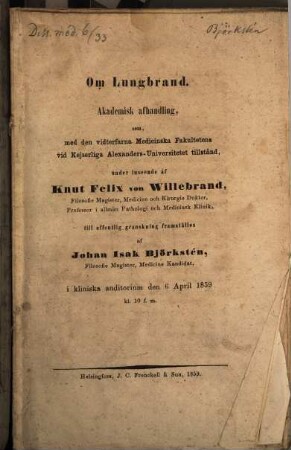 Diss. med. 6/33
Björkstén
Om Lungbrand.
Akademisk afhandling,
som,
med den vidterfarna Medicinska Fakultetens
vid Kejserliga Alexanders-Universitetet tillstånd,
under inseende af
Knut Felix von Willebrand,
Filosofie Magister, Medicine och Kirurgie Doktor,
Professor i allmän Pathologi och Medicinsk Klinik,
till offentlig granskning framställes
af
Johan Isak Björkstén,
Filosofie Magister, Medicine Kandidat,
i kliniska auditorium den 6 April 1859
kl. 10 f. m.
Helsingfors, J. C. Frenckell & Son, 1859.